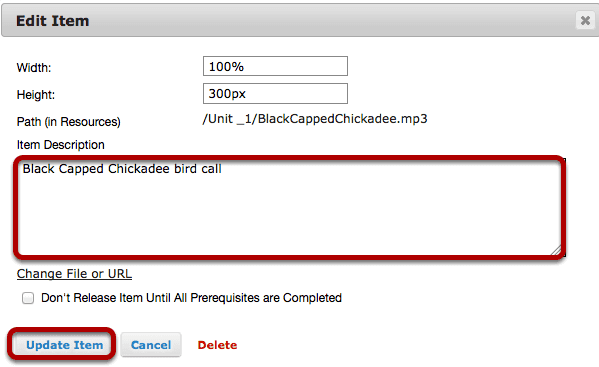 Edit Item
Width: 100%
Height: 300px
Path (in Resources) /Unit _1/BlackCappedChickadee.mp3
Item Description
Black Capped Chickadee bird call
Change File or URL
Don't Release Item Until All Prerequisites are Completed
Update Item Cancel Delete